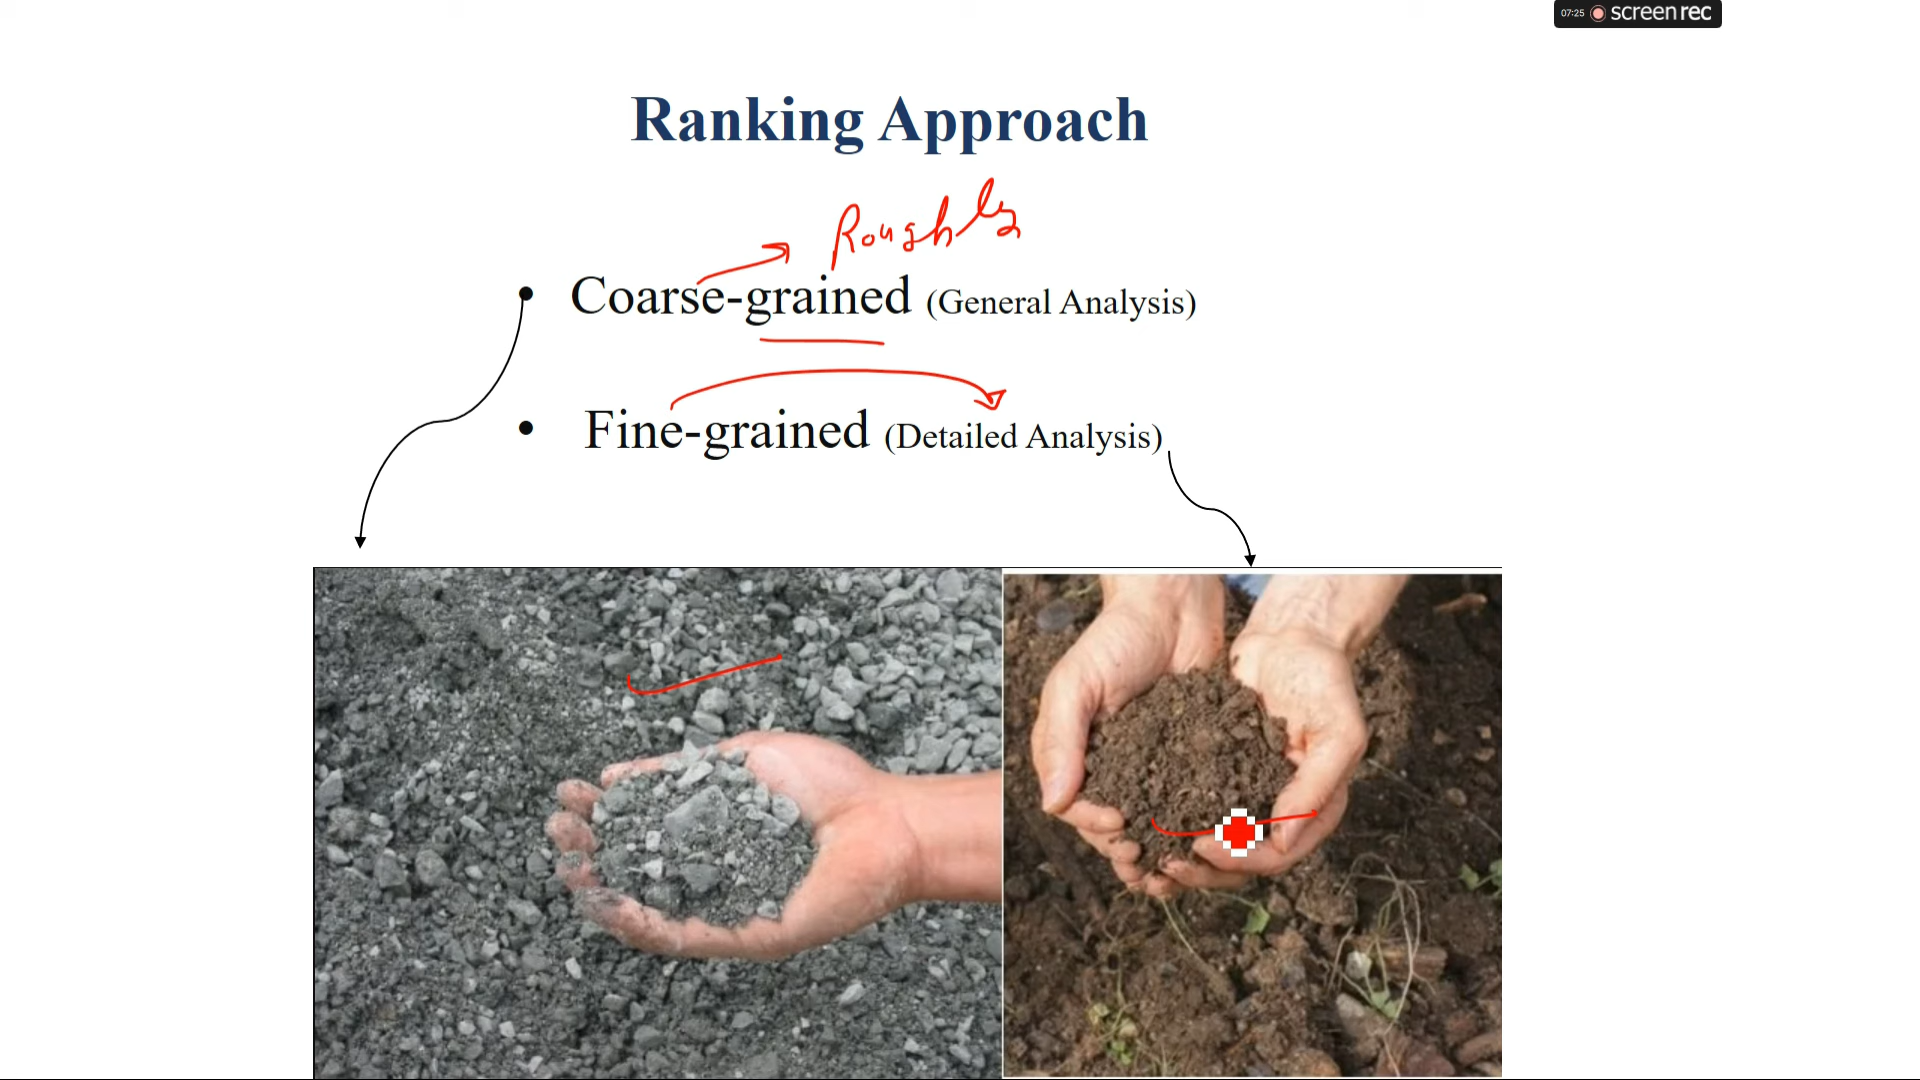 07:25 screenrec
Ranking Approach
Roughly
• Coarse-grained (General Analysis)
• Fine-grained (Detailed Analysis)